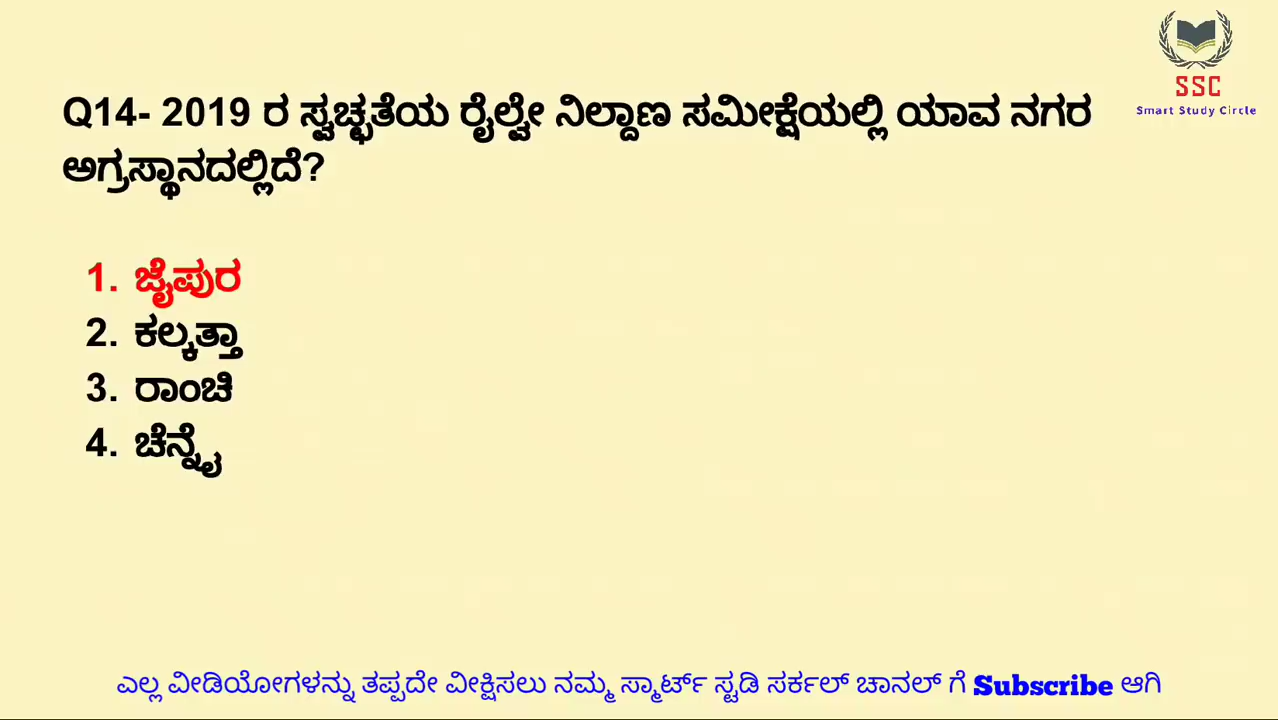 SSC
Smart Study Circle
Q14- 2019 ರ ಸ್ವಚ್ಛತೆಯ ರೈಲ್ವೇ ನಿಲ್ದಾಣ ಸಮೀಕ್ಷೆಯಲ್ಲಿ ಯಾವ ನಗರ
ಅಗ್ರಸ್ಥಾನದಲ್ಲಿದೆ?
1. ಜೈಪುರ
2. ಕಲ್ಕತ್ತಾ
3. ರಾಂಚಿ
4. ಚೆನ್ನೈ
ಎಲ್ಲ ವೀಡಿಯೋಗಳನ್ನು ತಪ್ಪದೇ ವೀಕ್ಷಿಸಲು ನಮ್ಮ ಸ್ಮಾರ್ಟ್ ಸ್ಟಡಿ ಸರ್ಕಲ್ ಚಾನಲ್ ಗೆ Subscribe ಆಗಿ